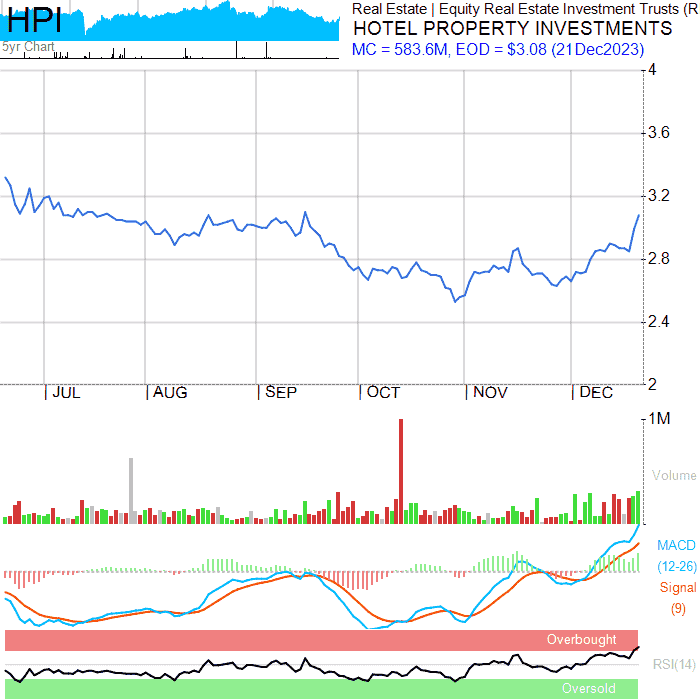 HPI
5yr Chart
Real Estate | Equity Real Estate Investment Trusts (R
HOTEL PROPERTY INVESTMENTS
MC = 583.6M, EOD = $3.08 (21Dec2023)
4
3.6
3.2
2.8
2.4
2
JUL AUG SEP OCT NOV DEC
1M
Volume
MACD
(12-26)
Signal
(9)
Overbought
RSI(14)
Oversold